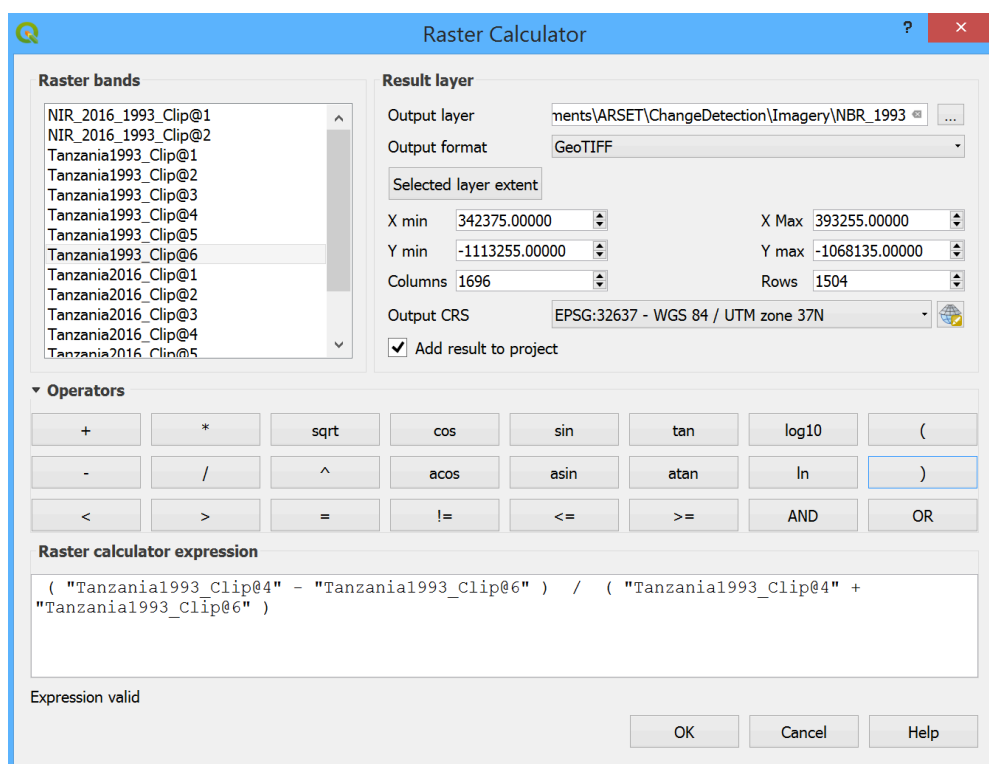 Raster Calculator
?
×
Raster bands
NIR_2016_1993_Clip@1
NIR_2016_1993_Clip@2
Tanzania1993_Clip@1
Tanzania1993_Clip@2
Tanzania1993_Clip@3
Tanzania1993_Clip@4
Tanzania1993_Clip@5
Tanzania1993_Clip@6
Tanzania2016_Clip@1
Tanzania2016_Clip@2
Tanzania2016_Clip@3
Tanzania2016_Clip@4
Tanzania2016_Clip@5
Result layer
Output layer ments\ARSET\ChangeDetection\Imagery\NBR_1993 ...
Output format GeoTIFF
Selected layer extent
X min 342375.00000 X Max 393255.00000
Y min -1113255.00000 Y max -1068135.00000
Columns 1696 Rows 1504
Output CRS EPSG:32637 - WGS 84 / UTM zone 37N
Add result to project
Operators
+ * sqrt cos sin tan log10 (
- / ^ acos asin atan ln )
< > = != <= >= AND OR
Raster calculator expression
( "Tanzania1993_Clip@4" - "Tanzania1993_Clip@6" ) / ( "Tanzania1993_Clip@4" +
"Tanzania1993_Clip@6" )
Expression valid
OK Cancel Help